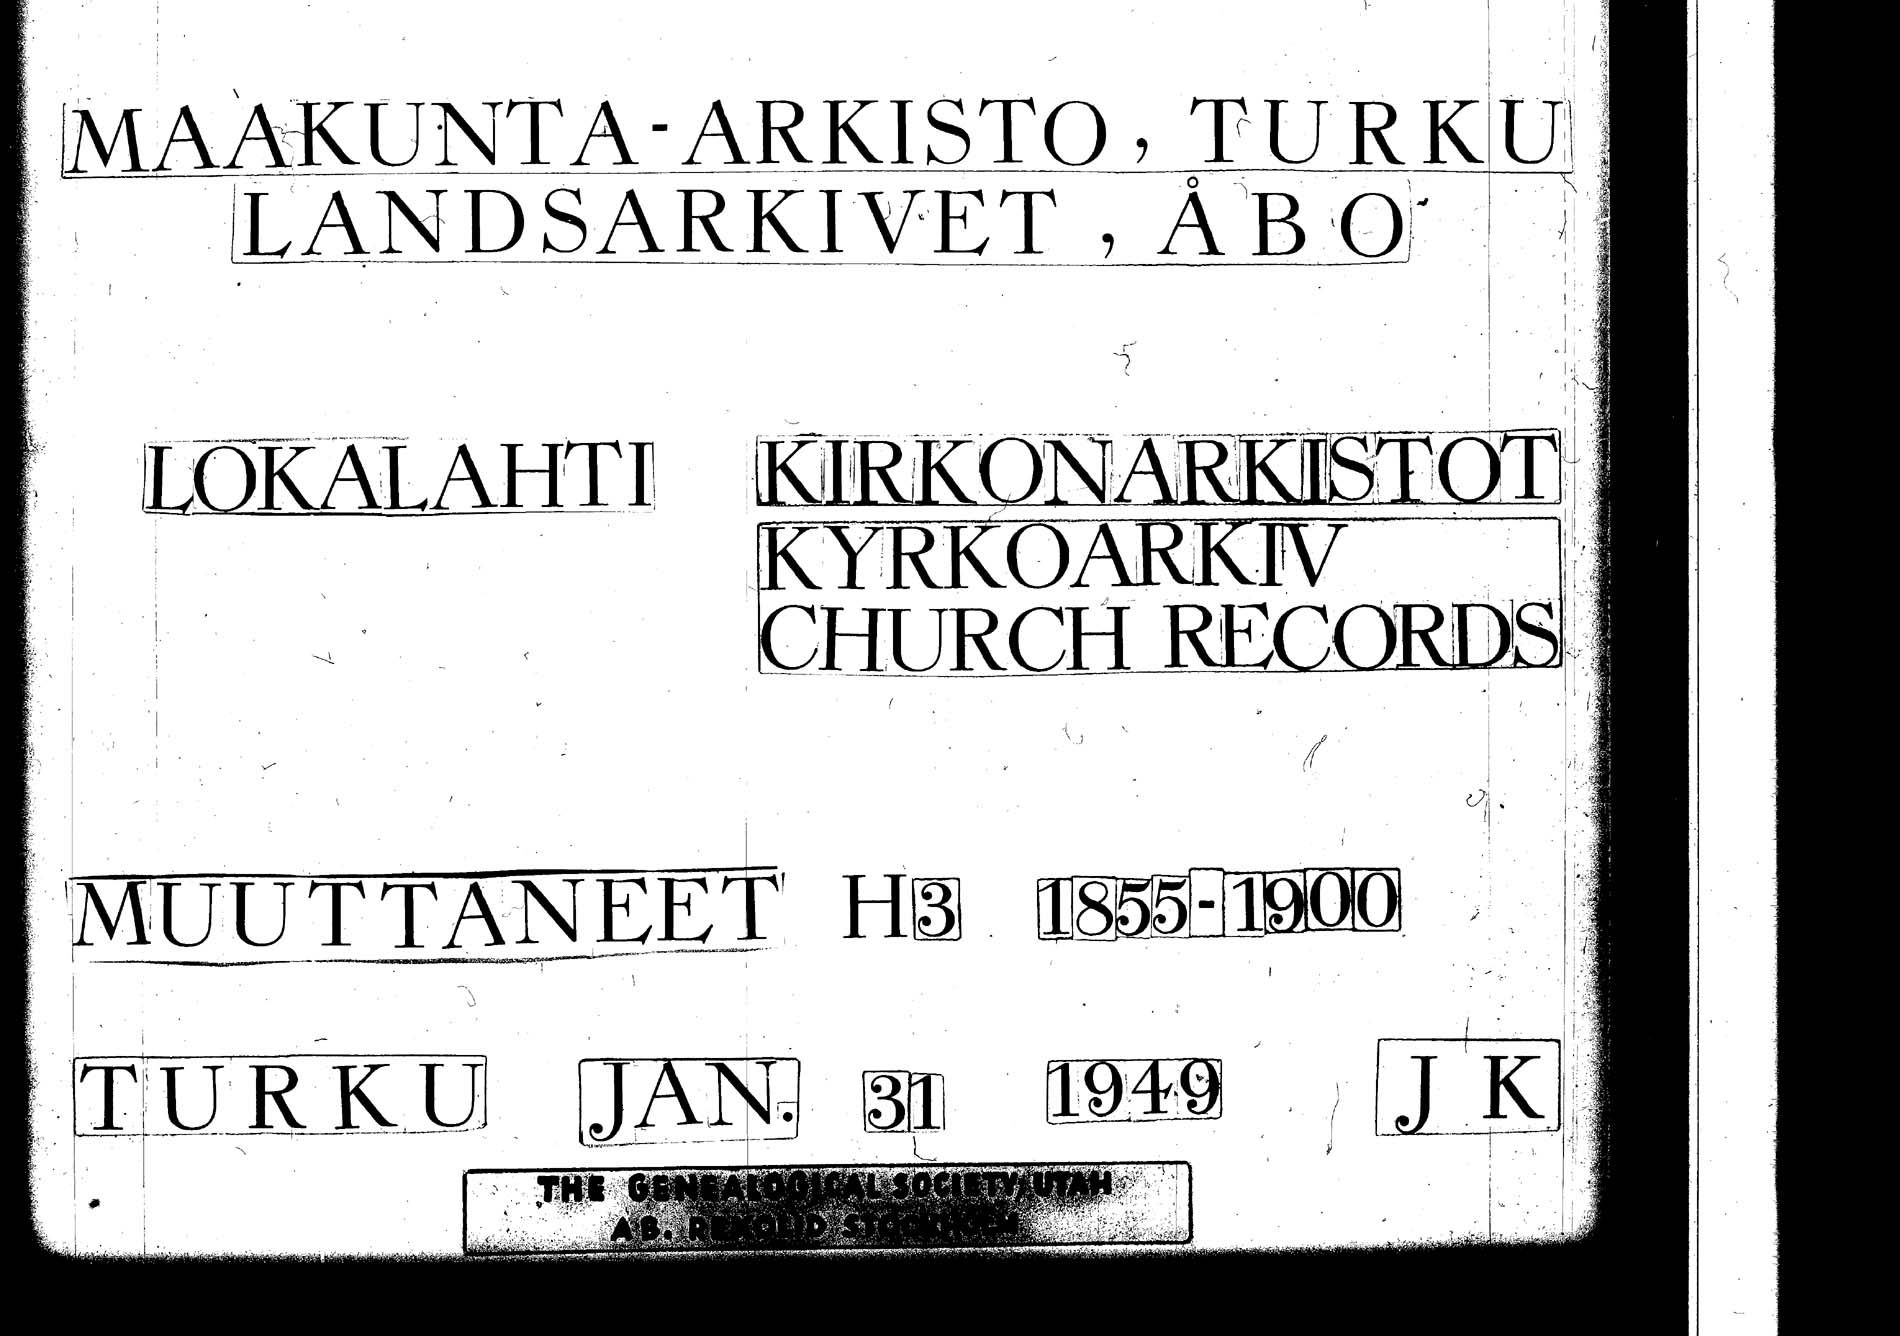 MAAKUNTA-ARKISTO, TURKU
LANDSARKIVET, ÅBO
LOKALAHTI KIRKONARKISTOT
KYRKOARKIV
CHURCH RECORDS
MUUTTANEET H3 1855-1900
TURKU JAN. 31 1949 J K
THE GENEALOGICAL SOCIETY, UTAH
AB. REKOLID STOCKHOLM